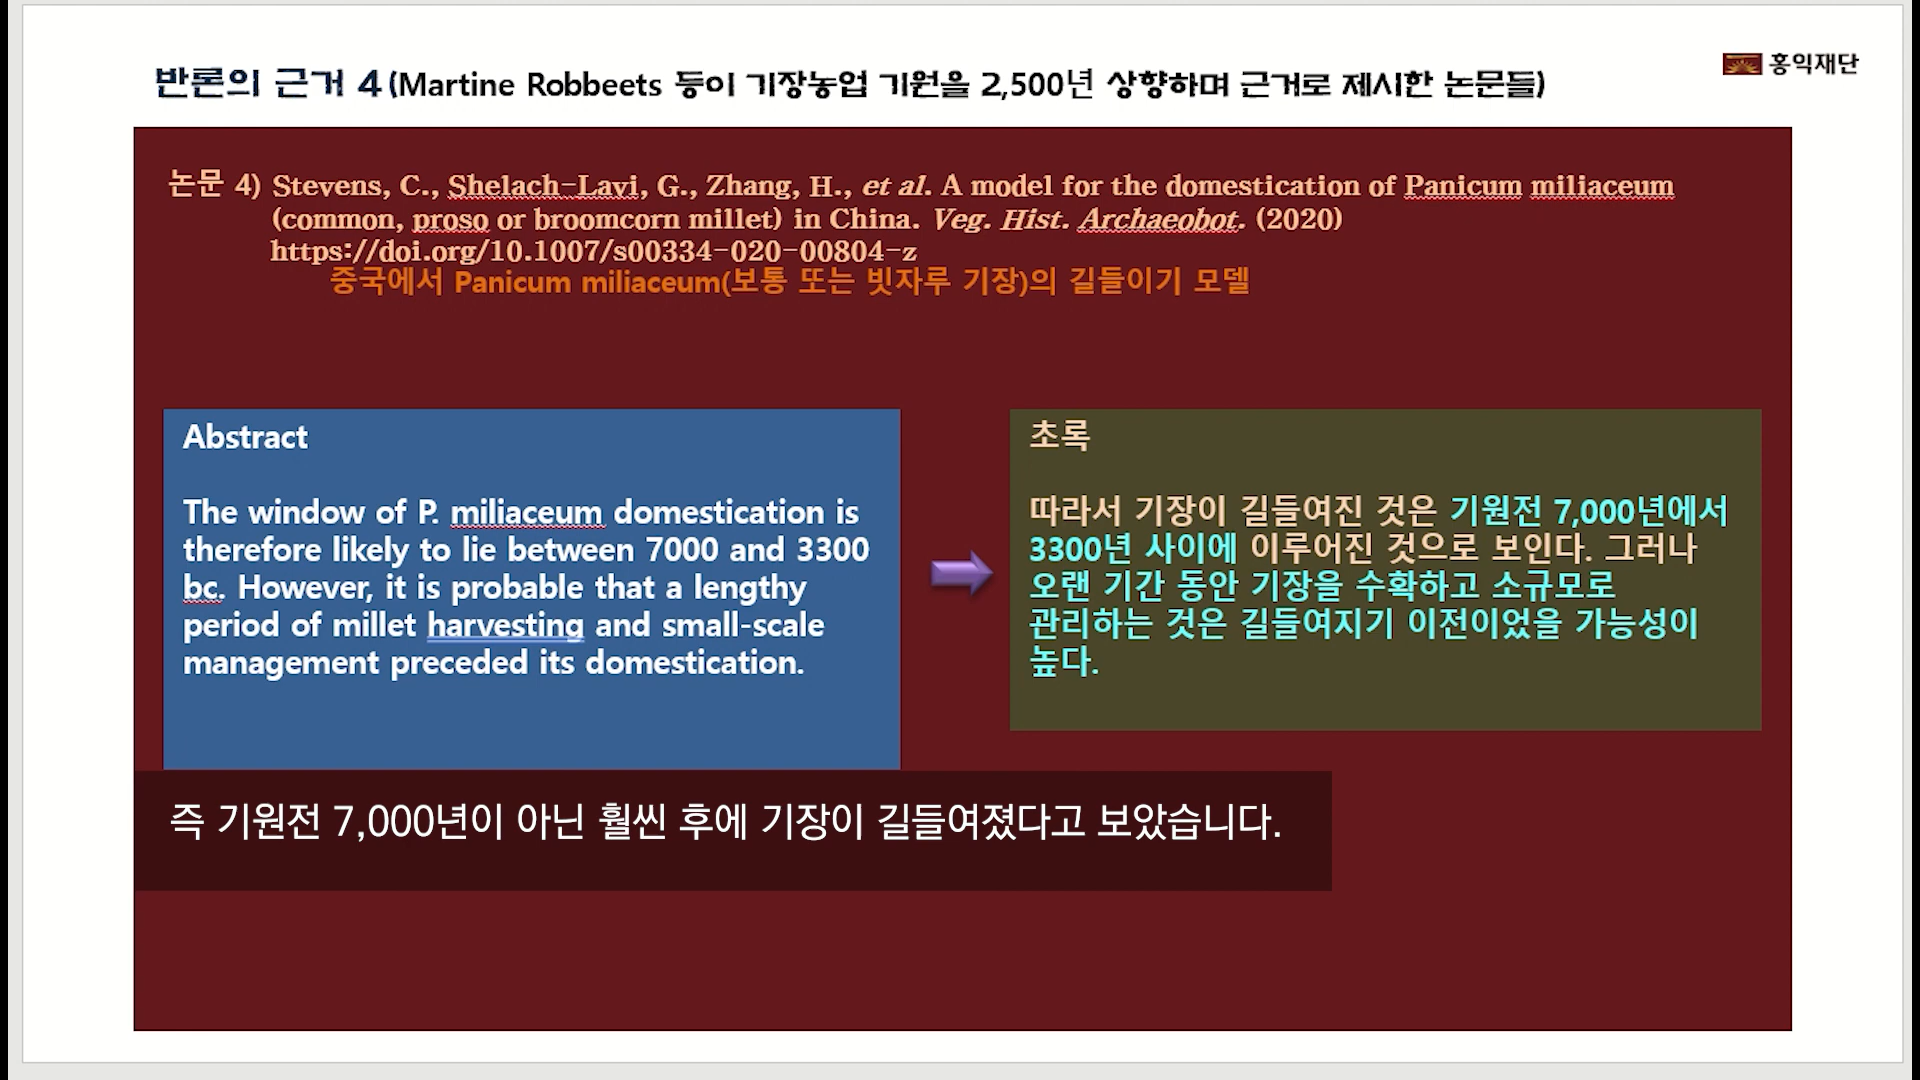 반론의 근거 4 (Martine Robbeets 등이 기장농업 기원을 2,500년 상향하며 근거로 제시한 논문들)
홍익재단
논문 4) Stevens, C., Shelach-Lavi, G., Zhang, H., et al. A model for the domestication of Panicum miliaceum
(common, proso or broomcorn millet) in China. Veg. Hist. Archaeobot. (2020)
https://doi.org/10.1007/s00334-020-00804-z
중국에서 Panicum miliaceum(보통 또는 빗자루 기장)의 길들이기 모델
Abstract
The window of P. miliaceum domestication is
therefore likely to lie between 7000 and 3300
bc. However, it is probable that a lengthy
period of millet harvesting and small-scale
management preceded its domestication.
초록
따라서 기장이 길들여진 것은 기원전 7,000년에서
3300년 사이에 이루어진 것으로 보인다. 그러나
오랜 기간 동안 기장을 수확하고 소규모로
관리하는 것은 길들여지기 이전이었을 가능성이
높다.
즉 기원전 7,000년이 아닌 훨씬 후에 기장이 길들여졌다고 보았습니다.